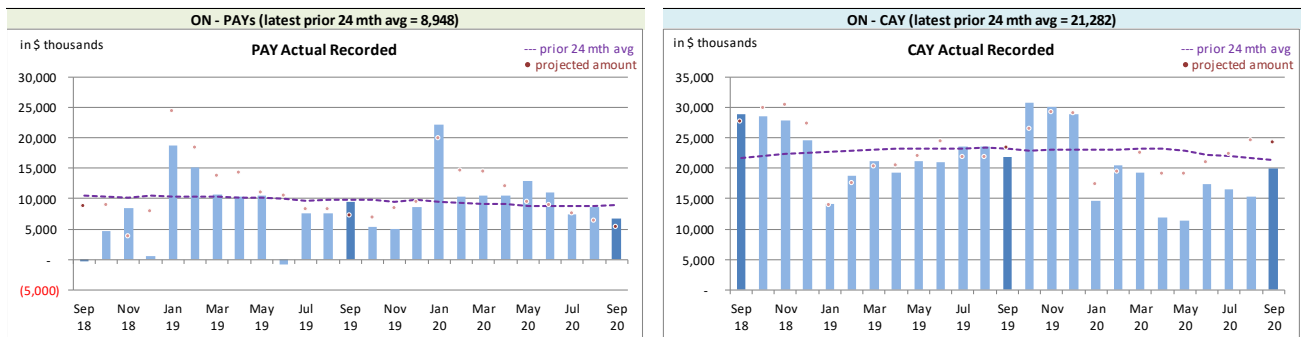 ON - PAYs (latest prior 24 mth avg = 8,948)
in $ thousands
PAY Actual Recorded
--- prior 24 mth avg
• projected amount
30,000
25,000
20,000
15,000
10,000
5,000
-
(5,000)
Sep Nov Jan Mar May Jul Sep Nov Jan Mar May Jul Sep
18 18 19 19 19 19 19 19 20 20 20 20 20
ON - CAY (latest prior 24 mth avg = 21,282)
in $ thousands
CAY Actual Recorded
--- prior 24 mth avg
• projected amount
35,000
30,000
25,000
20,000
15,000
10,000
5,000
-
Sep Nov Jan Mar May Jul Sep Nov Jan Mar May Jul Sep
18 18 19 19 19 19 19 19 20 20 20 20 20